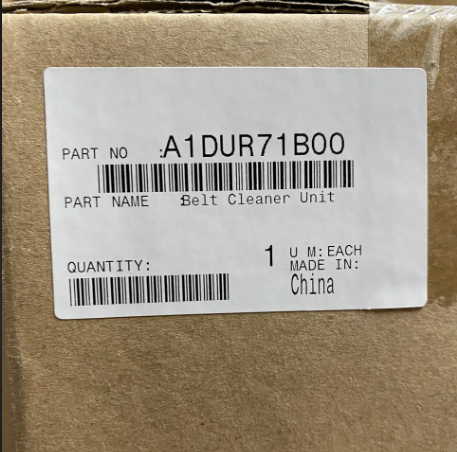 PART NO :A1DUR71B00
PART NAME :Belt Cleaner Unit
QUANTITY: 1 U M: EACH
MADE IN:
China